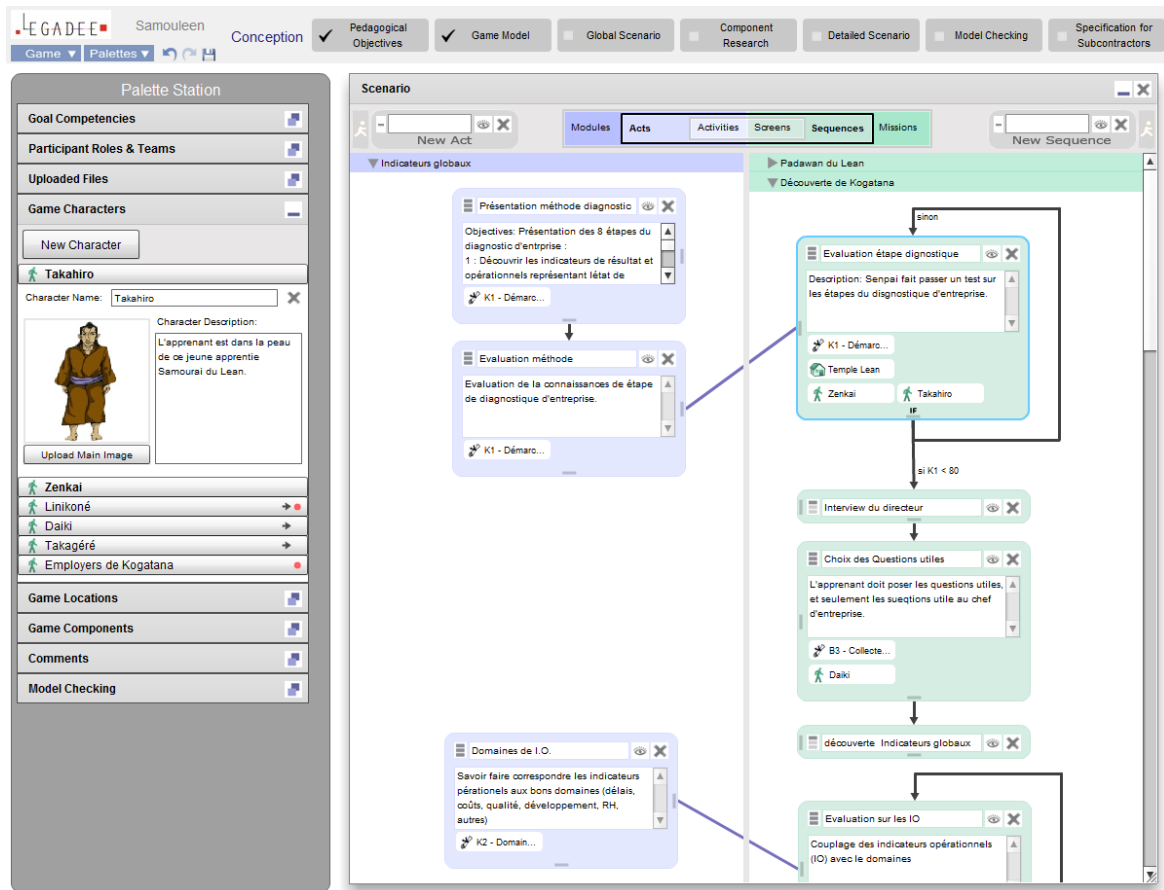 LEGADEE
Samouleen
Conception
Pedagogical
Objectives
Game Model
Global Scenario
Component
Research
Detailed Scenario
Model Checking
Specification for
Subcontractors
Game ▼
Palettes ▼
Palette Station
Goal Competencies
Participant Roles & Teams
Uploaded Files
Game Characters
New Character
Takahiro
Character Name:
Takahiro
Character Description:
L'apprenant est dans la peau
de ce jeune apprentie
Samourai du Lean.
Upload Main Image
Zenkai
Linikoné
Daiki
Takagéré
Employers de Kogatana
Game Locations
Game Components
Comments
Model Checking
Scenario
New Act
Modules
Acts
Activities
Screens
Sequences
Missions
New Sequence
Indicateurs globaux
Padawan du Lean
Découverte de Kogatana
Présentation méthode diagnostic
Objectives: Présentation des 8 étapes du
diagnostic d'entrprise :
1 : Découvrir les indicateurs de résultat et
opérationnels représentant létat de
K1 - Démarc...
Evaluation méthode
Evaluation de la connaissances de étape
de diagnostique d'entreprise.
K1 - Démarc...
Domaines de I.O.
Savoir faire correspondre les indicateurs
pérationels aux bons domaines (délais,
coûts, qualité, développement, RH,
autres)
K2 - Domain...
sinon
Evaluation étape dignostique
Description: Senpai fait passer un test sur
les étapes du diagnostique d'entreprise.
K1 - Démarc...
Temple Lean
Zenkai
Takahiro
IF
si K1 < 80
Interview du directeur
Choix des Questions utiles
L'apprenant doit poser les questions utiles,
et seulement les sueqtions utile au chef
d'entreprise.
B3 - Collecte...
Daiki
découverte Indicateurs globaux
Evaluation sur les IO
Couplage des indicateurs opérationnels
(IO) avec le domaines